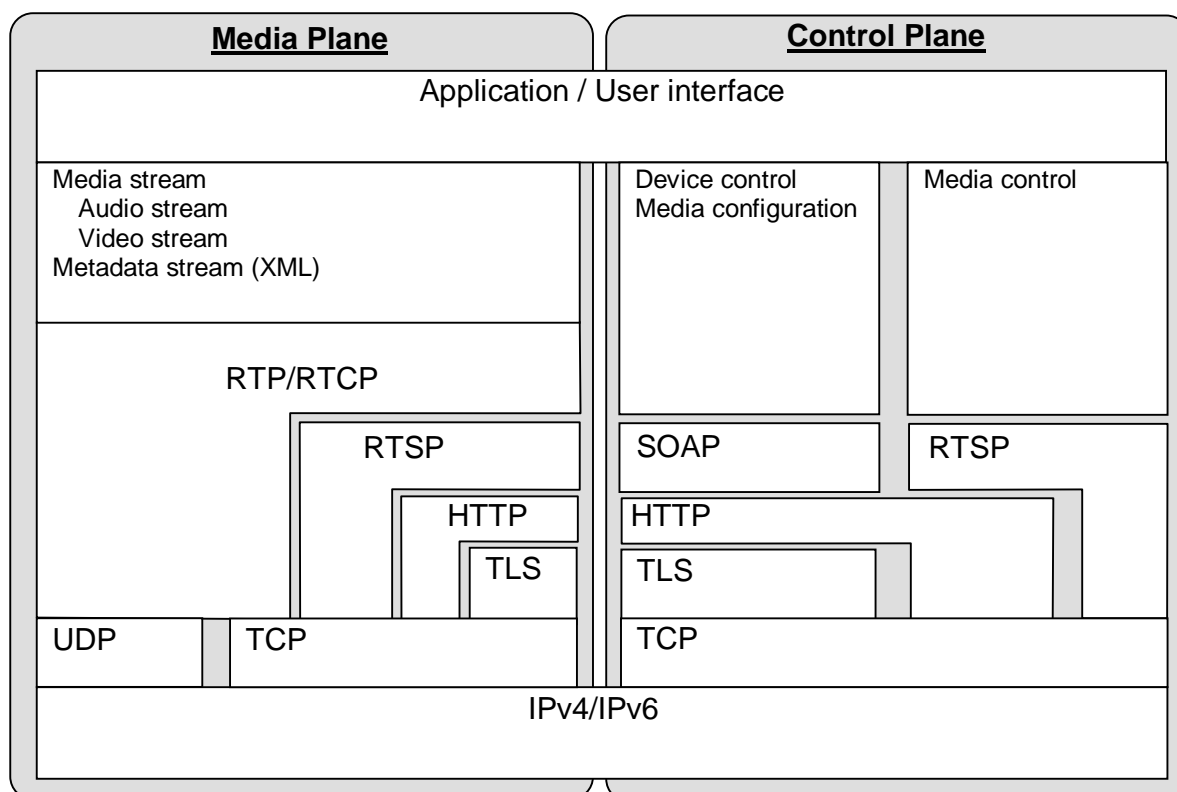 Media Plane
Control Plane
Application / User interface
Media stream
Audio stream
Video stream
Metadata stream (XML)
Device control
Media configuration
Media control
RTP/RTCP
RTSP
HTTP
TLS
SOAP
RTSP
HTTP
TLS
UDP
TCP
TCP
IPv4/IPv6